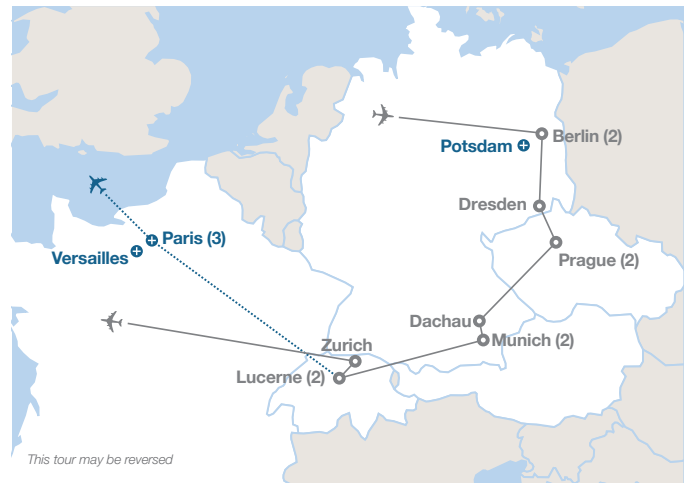 Berlin (2)
Potsdam
Dresden
Paris (3)
Versailles
Prague (2)
Dachau
Munich (2)
Zurich
Lucerne (2)
This tour may be reversed